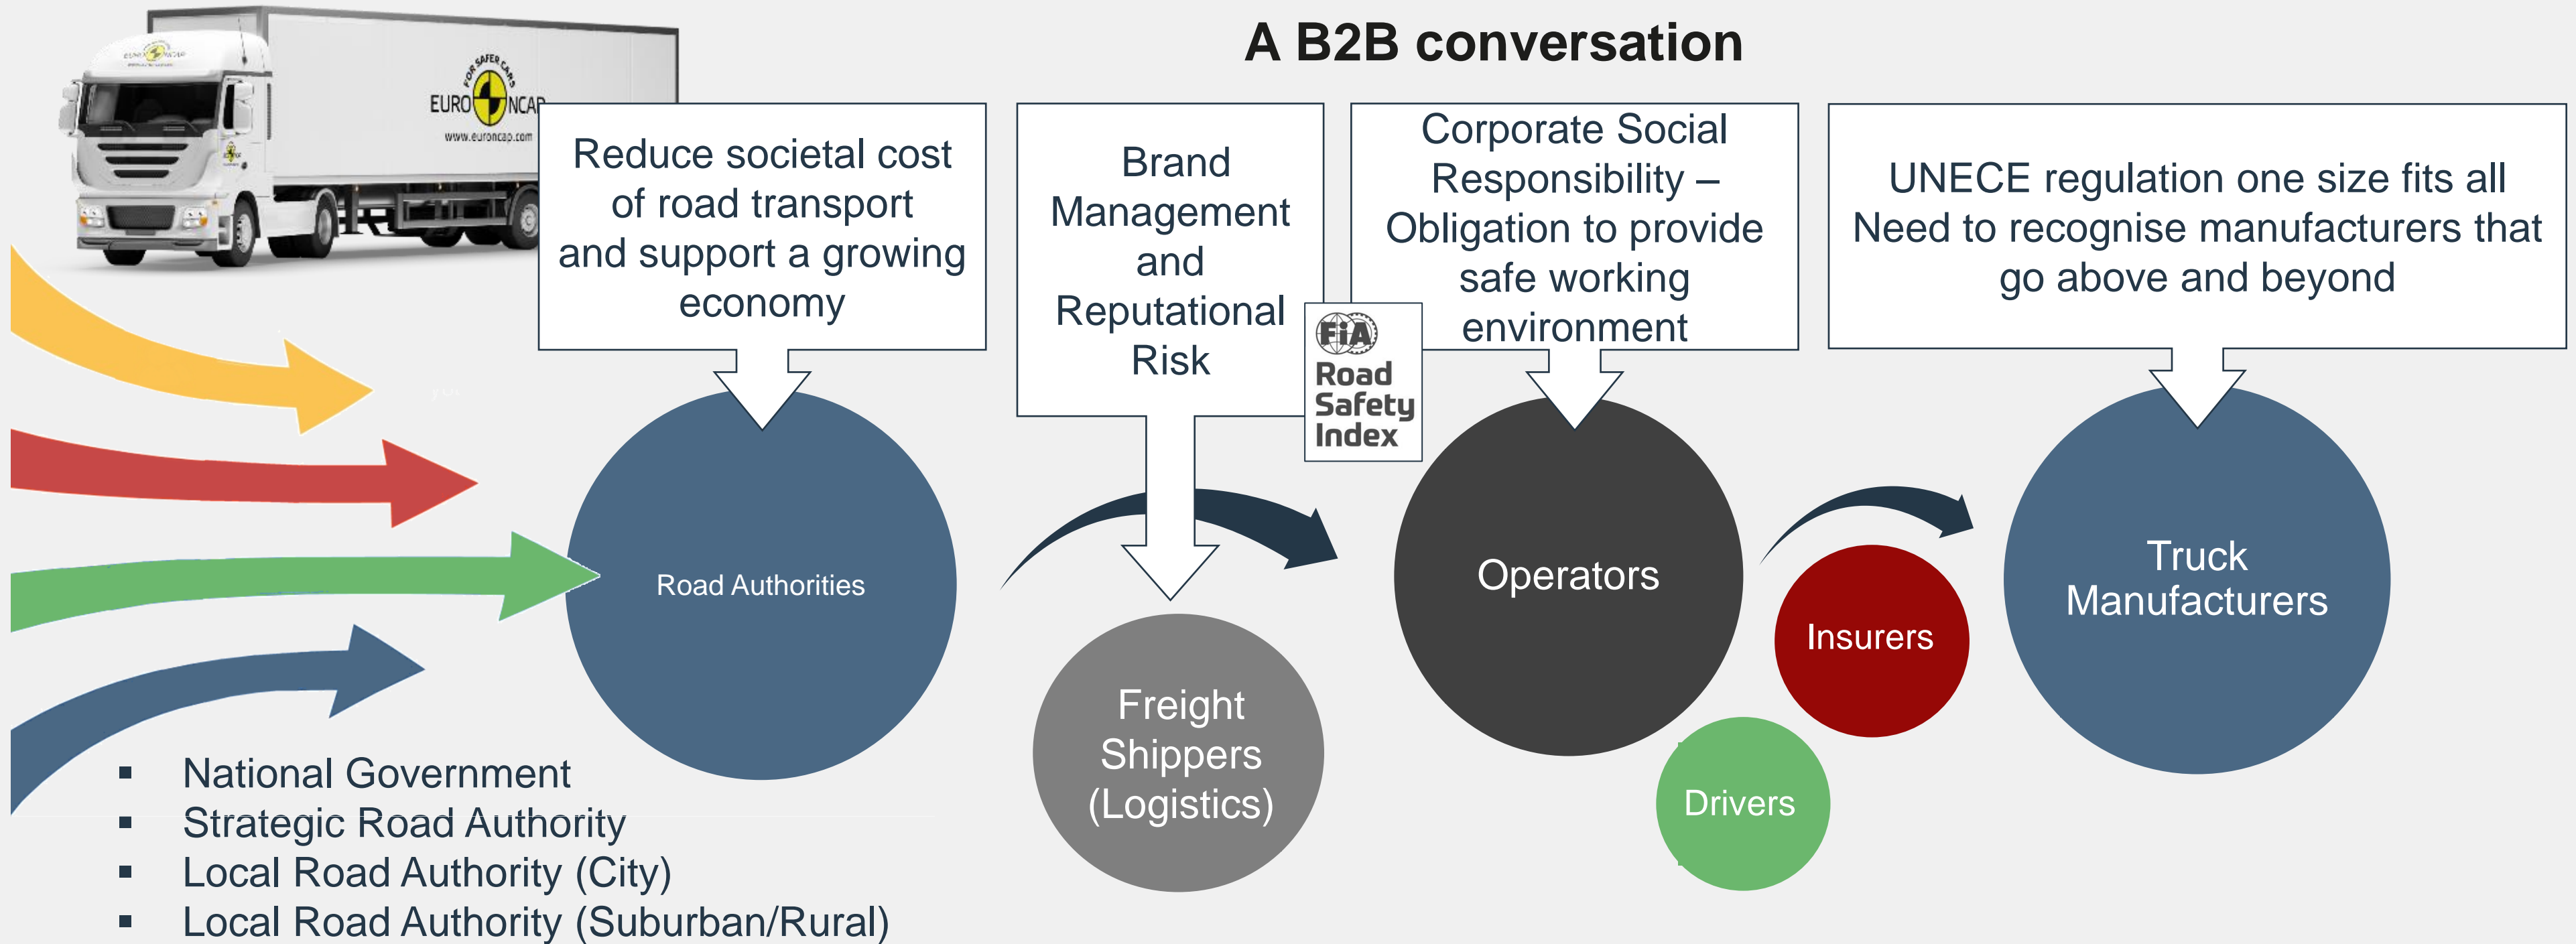 A B2B conversation
FOR SAFER CARS
EURO NCAP
www.euroncap.com
Reduce societal cost
of road transport
and support a growing
economy
Brand
Management
and
Reputational
Risk
Corporate Social
Responsibility –
Obligation to provide
safe working
environment
UNECE regulation one size fits all
Need to recognise manufacturers that
go above and beyond
FiA
Road
Safety
Index
Road Authorities
Freight
Shippers
(Logistics)
Operators
Insurers
Drivers
Truck
Manufacturers
▪ National Government
▪ Strategic Road Authority
▪ Local Road Authority (City)
▪ Local Road Authority (Suburban/Rural)